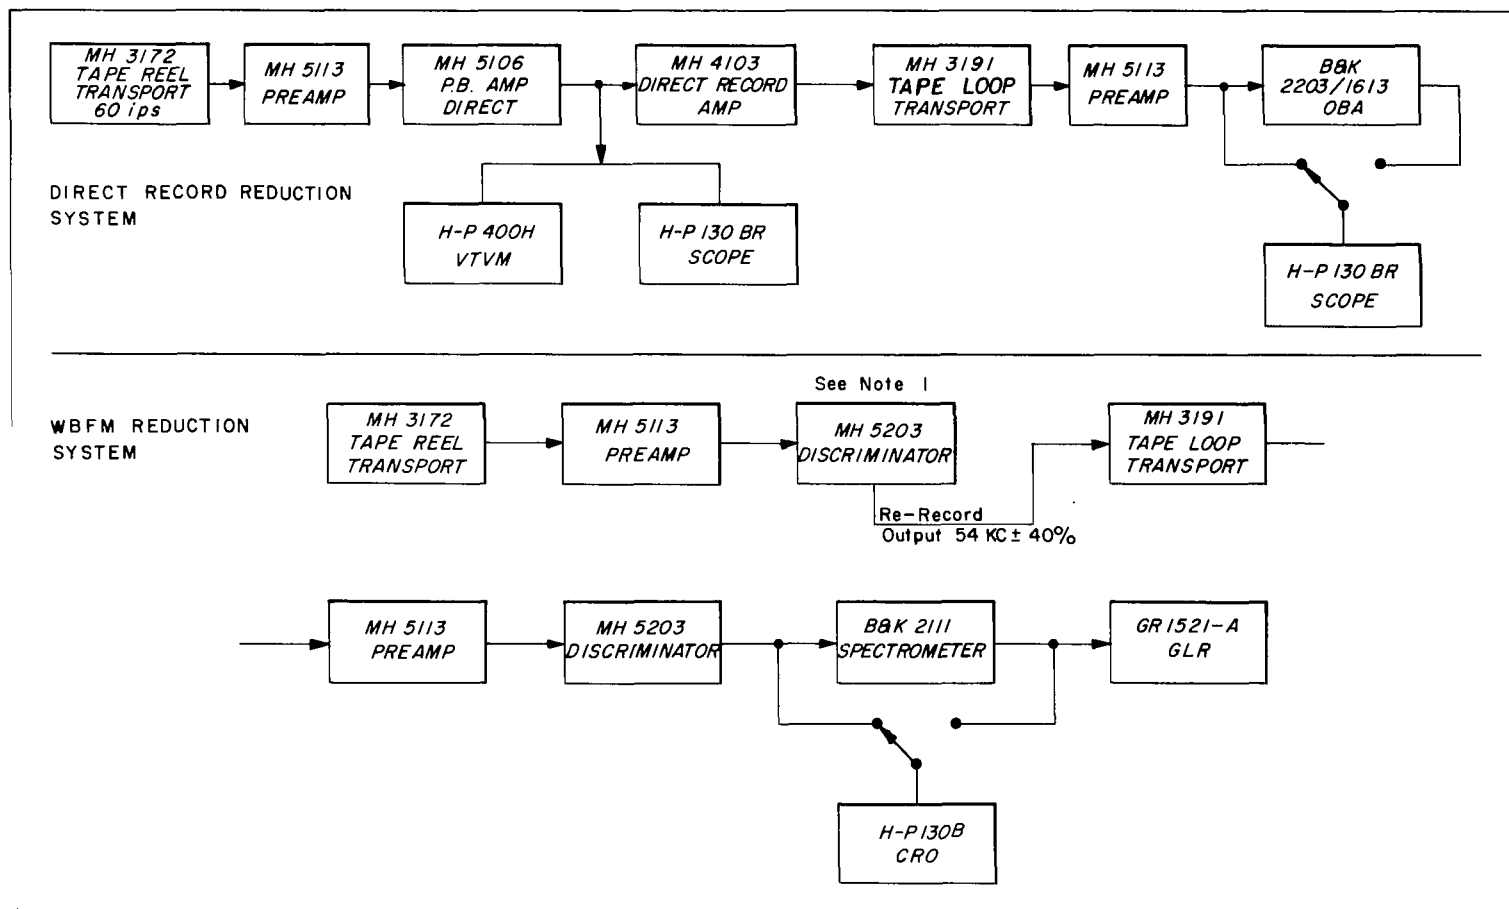 MH 3172
TAPE REEL
TRANSPORT
60 ips
MH 5113
PREAMP
MH 5106
P.B. AMP
DIRECT
MH 4103
DIRECT RECORD
AMP
MH 3191
TAPE LOOP
TRANSPORT
MH 5113
PREAMP
B&K
2203/1613
OBA
DIRECT RECORD REDUCTION
SYSTEM
H-P 400H
VTVM
H-P 130 BR
SCOPE
H-P 130 BR
SCOPE
WBFM REDUCTION
SYSTEM
MH 3172
TAPE REEL
TRANSPORT
MH 5113
PREAMP
See Note 1
MH 5203
DISCRIMINATOR
Re-Record
Output 54 KC ± 40%
MH 3191
TAPE LOOP
TRANSPORT
MH 5113
PREAMP
MH 5203
DISCRIMINATOR
B&K 2111
SPECTROMETER
GR 1521-A
GLR
H-P 130B
CRO